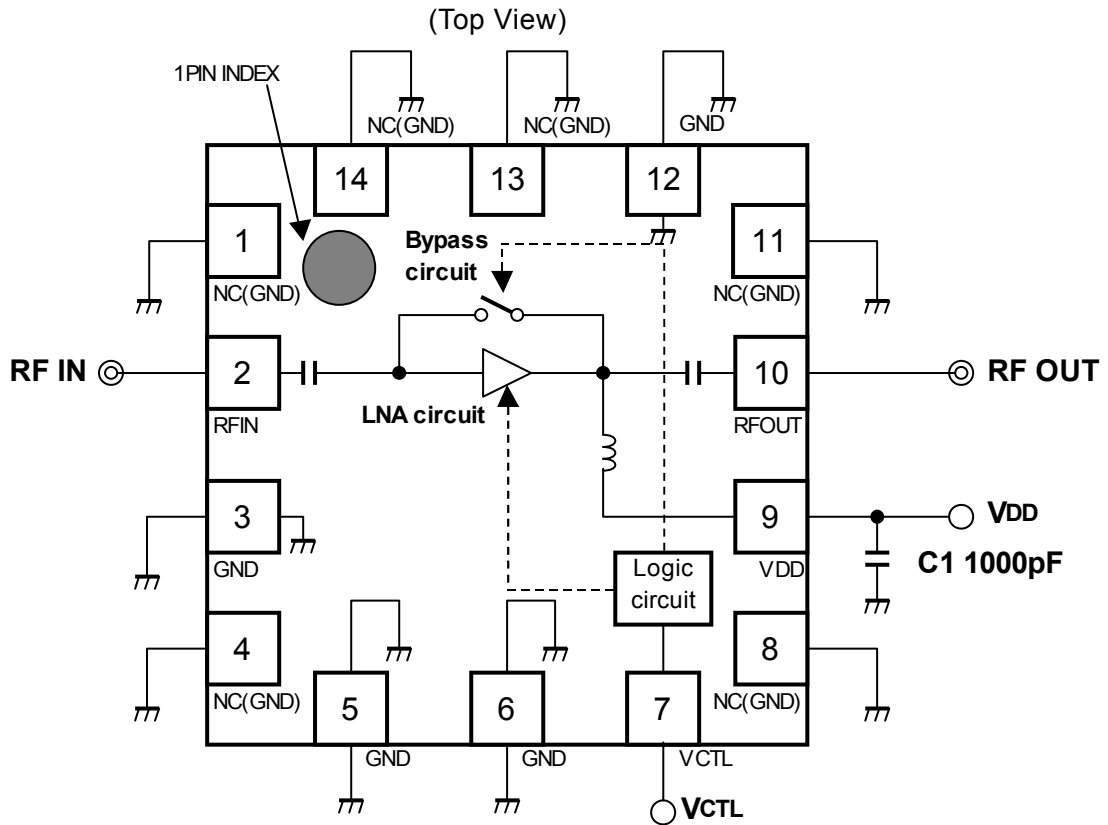 (Top View)
1PIN INDEX
NC(GND)
NC(GND)
GND
14
13
12
1
NC(GND)
Bypass
circuit
11
NC(GND)
RF IN
2
RFIN
LNA circuit
10
RFOUT
RF OUT
3
GND
9
VDD
VDD
C1 1000pF
Logic
circuit
4
NC(GND)
8
NC(GND)
5
GND
6
GND
7
VCTL
VCTL